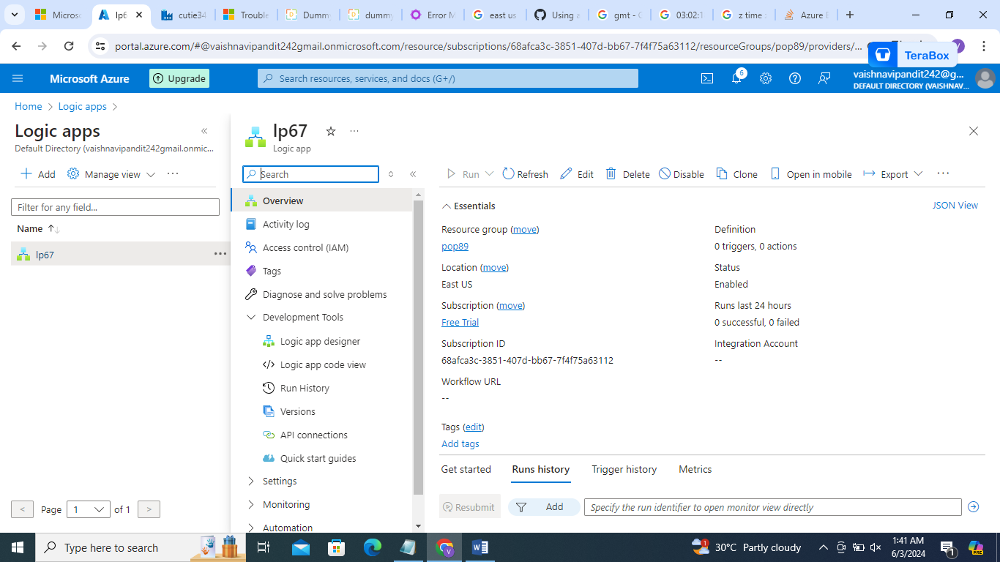 Microso
lp6
cutie34
Trouble
Dummy
dummy
Error M
east us
Using a
gmt - G
03:02:1
z time
Azure E
portal.azure.com/#@vaishnavipandit242gmail.onmicrosoft.com/resource/subscriptions/68afca3c-3851-407d-bb67-7f4f75a63112/resourceGroups/pop89/providers/...
TeraBox
Microsoft Azure
Upgrade
Search resources, services, and docs (G+/)
6
vaishnavipandit242@g...
DEFAULT DIRECTORY (VAISHNAV...
Home > Logic apps >
Logic apps
Default Directory (vaishnavipandit242gmail.onmic...
Add
Manage view
Filter for any field...
Name
lp67
Page 1 of 1
lp67
Logic app
Search
Overview
Activity log
Access control (IAM)
Tags
Diagnose and solve problems
Development Tools
Logic app designer
Logic app code view
Run History
Versions
API connections
Quick start guides
Settings
Monitoring
Automation
Run
Refresh
Edit
Delete
Disable
Clone
Open in mobile
Export
Essentials
JSON View
Resource group (move)
pop89
Location (move)
East US
Subscription (move)
Free Trial
Subscription ID
68afca3c-3851-407d-bb67-7f4f75a63112
Workflow URL
--
Definition
0 triggers, 0 actions
Status
Enabled
Runs last 24 hours
0 successful, 0 failed
Integration Account
--
Tags (edit)
Add tags
Get started
Runs history
Trigger history
Metrics
Resubmit
Add
Specify the run identifier to open monitor view directly
Type here to search
30°C Partly cloudy
1:41 AM
6/3/2024
1
PRE